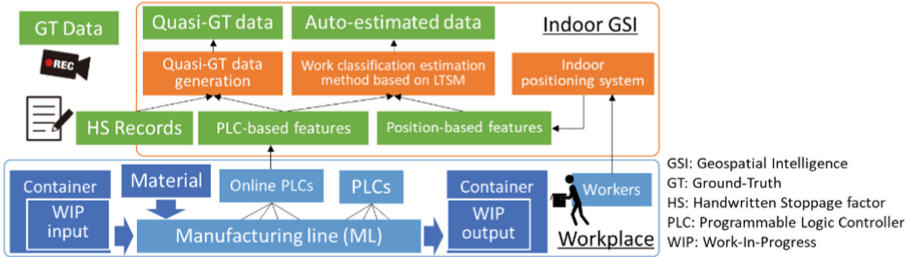 GT Data
Quasi-GT data
Auto-estimated data
Indoor GSI
REC
Quasi-GT data
generation
Work classification estimation
method based on LTSM
Indoor
positioning system
HS Records
PLC-based features
Position-based features
Container
WIP
input
Material
Online PLCs
PLCs
Manufacturing line (ML)
Container
WIP
output
Workers
Workplace
GSI: Geospatial Intelligence
GT: Ground-Truth
HS: Handwritten Stoppage factor
PLC: Programmable Logic Controller
WIP: Work-In-Progress